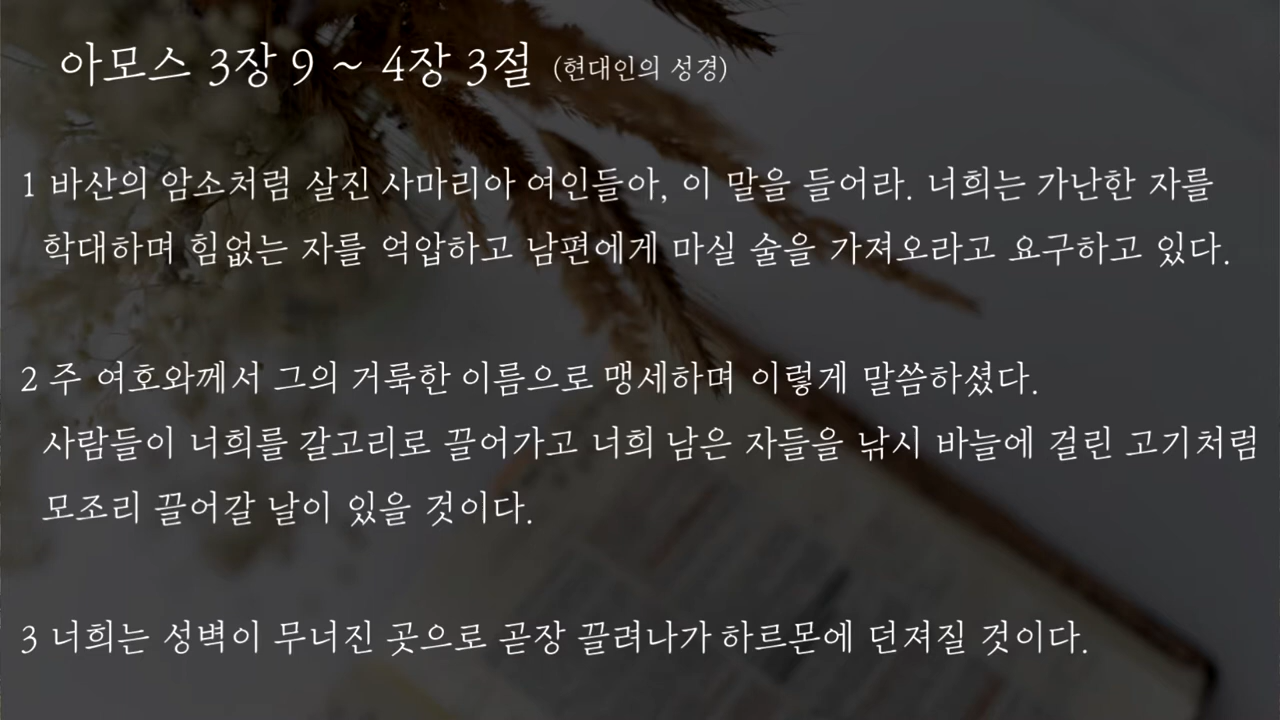 아모스 3장 9 ~ 4장 3절 (현대인의 성경)
1 바산의 암소처럼 살진 사마리아 여인들아, 이 말을 들어라. 너희는 가난한 자를
학대하며 힘없는 자를 억압하고 남편에게 마실 술을 가져오라고 요구하고 있다.
2 주 여호와께서 그의 거룩한 이름으로 맹세하며 이렇게 말씀하셨다.
사람들이 너희를 갈고리로 끌어가고 너희 남은 자들을 낚시 바늘에 걸린 고기처럼
모조리 끌어갈 날이 있을 것이다.
3 너희는 성벽이 무너진 곳으로 곧장 끌려나가 하르몬에 던져질 것이다.